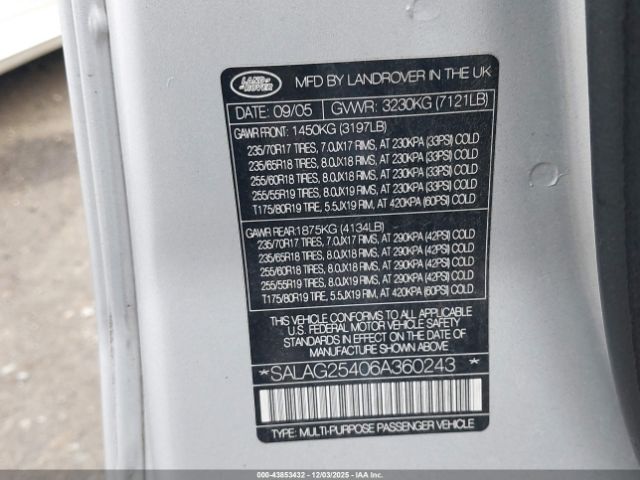 LAND ROVER
MFD BY LANDROVER IN THE UK
DATE: 09/05 GVWR: 3230KG (7121LB)
GAWR FRONT: 1450KG (3197LB)
235/70R17 TIRES, 7.0JX17 RIMS, AT 230KPA (33PSI) COLD
235/65R18 TIRES, 8.0JX18 RIMS, AT 230KPA (33PSI) COLD
255/60R18 TIRES, 8.0JX18 RIMS, AT 230KPA (33PSI) COLD
255/55R19 TIRES, 8.0JX19 RIMS, AT 230KPA (33PSI) COLD
T175/80R19 TIRE, 5.5JX19 RIM, AT 420KPA (60PSI) COLD
GAWR REAR: 1875KG (4134LB)
235/70R17 TIRES, 7.0JX17 RIMS, AT 290KPA (42PSI) COLD
235/65R18 TIRES, 8.0JX18 RIMS, AT 290KPA (42PSI) COLD
255/60R18 TIRES, 8.0JX18 RIMS, AT 290KPA (42PSI) COLD
255/55R19 TIRES, 8.0JX19 RIMS, AT 290KPA (42PSI) COLD
T175/80R19 TIRE, 5.5JX19 RIM, AT 420KPA (60PSI) COLD
THIS VEHICLE CONFORMS TO ALL APPLICABLE
U.S. FEDERAL MOTOR VEHICLE SAFETY
STANDARDS IN EFFECT ON THE DATE OF
MANUFACTURE SHOWN ABOVE.
*SALAG25406A360243*
TYPE: MULTI-PURPOSE PASSENGER VEHICLE
000-43853432 - 12/03/2025 - IAAI.COM